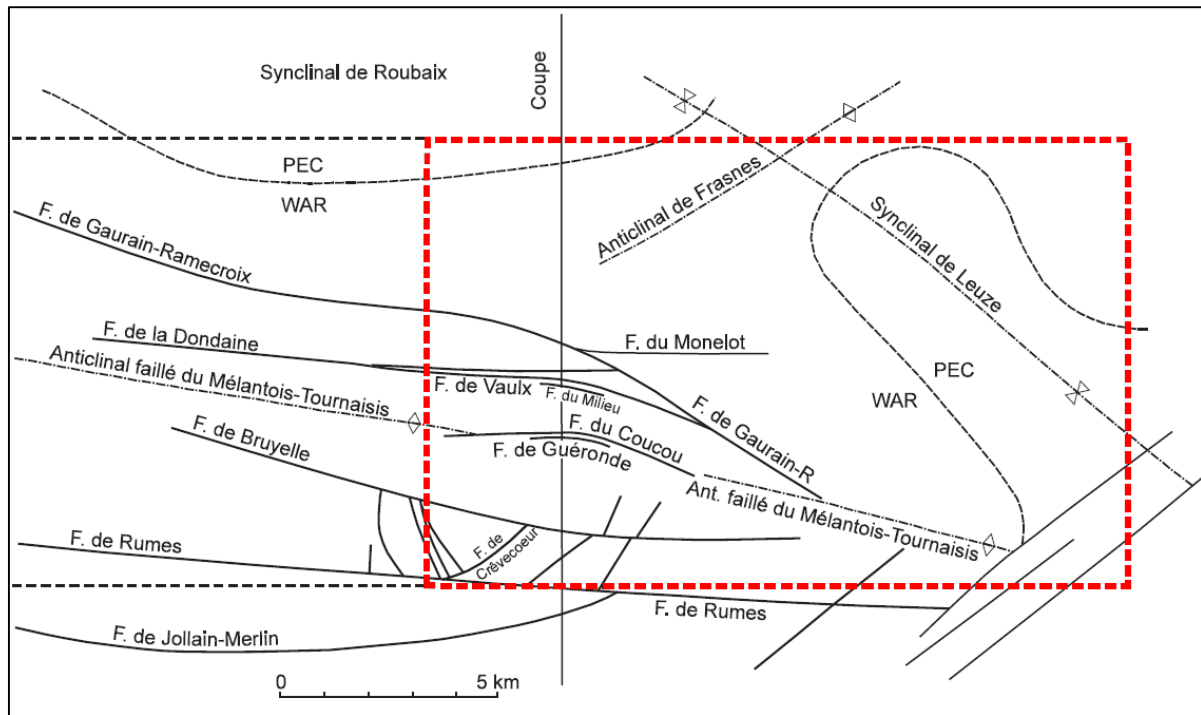 Synclinal de Roubaix
Coupe
PEC
WAR
Anticlinal de Frasnes
Synclinal de Leuze
F. de Gaurain-Ramecroix
F. de la Dondaine
F. du Monelot
Anticlinal faillé du Mélantois-Tournaisis
F. de Vaulx
F. du Milieu
PEC
WAR
F. de Gaurain-R
F. du Coucou
F. de Guéronde
F. de Bruyelle
Ant. faillé du Mélantois-Tournaisis
F. de
Crêvecoeur
F. de Rumes
F. de Rumes
F. de Jollain-Merlin
0 5 km